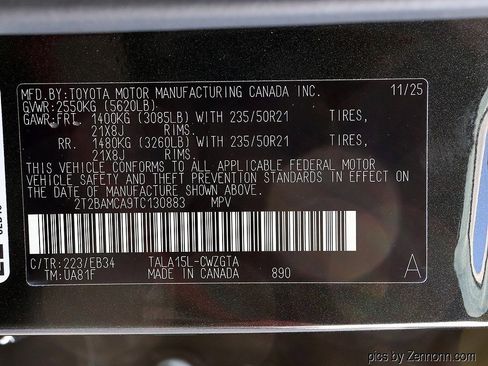 MFD.BY:TOYOTA MOTOR MANUFACTURING CANADA INC. 11/25
GVWR:2550KG (5620LB)
GAWR:FRT. 1400KG (3085LB) WITH 235/50R21 TIRES,
21X8J RIMS.
RR. 1480KG (3260LB) WITH 235/50R21 TIRES,
21X8J RIMS.
THIS VEHICLE CONFORMS TO ALL APPLICABLE FEDERAL MOTOR
VEHICLE SAFETY AND THEFT PREVENTION STANDARDS IN EFFECT
ON THE DATE OF MANUFACTURE SHOWN ABOVE.
2T2BAMCA9TC130883 MPV
C/TR:223/EB34 TALA15L-CWZGTA
TM:UA81F MADE IN CANADA 890 A
pics by Zennonn.com